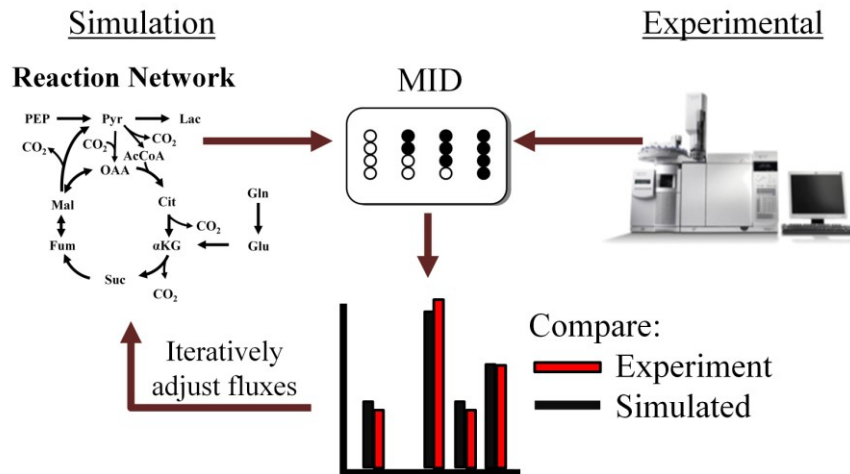 Simulation
Experimental
Reaction Network
MID
PEP
Pyr
Lac
CO2
CO2
CO2
AcCoA
OAA
Mal
Cit
Gln
CO2
Fum
αKG
Glu
Suc
CO2
Compare:
Experiment
Simulated
Iteratively
adjust fluxes